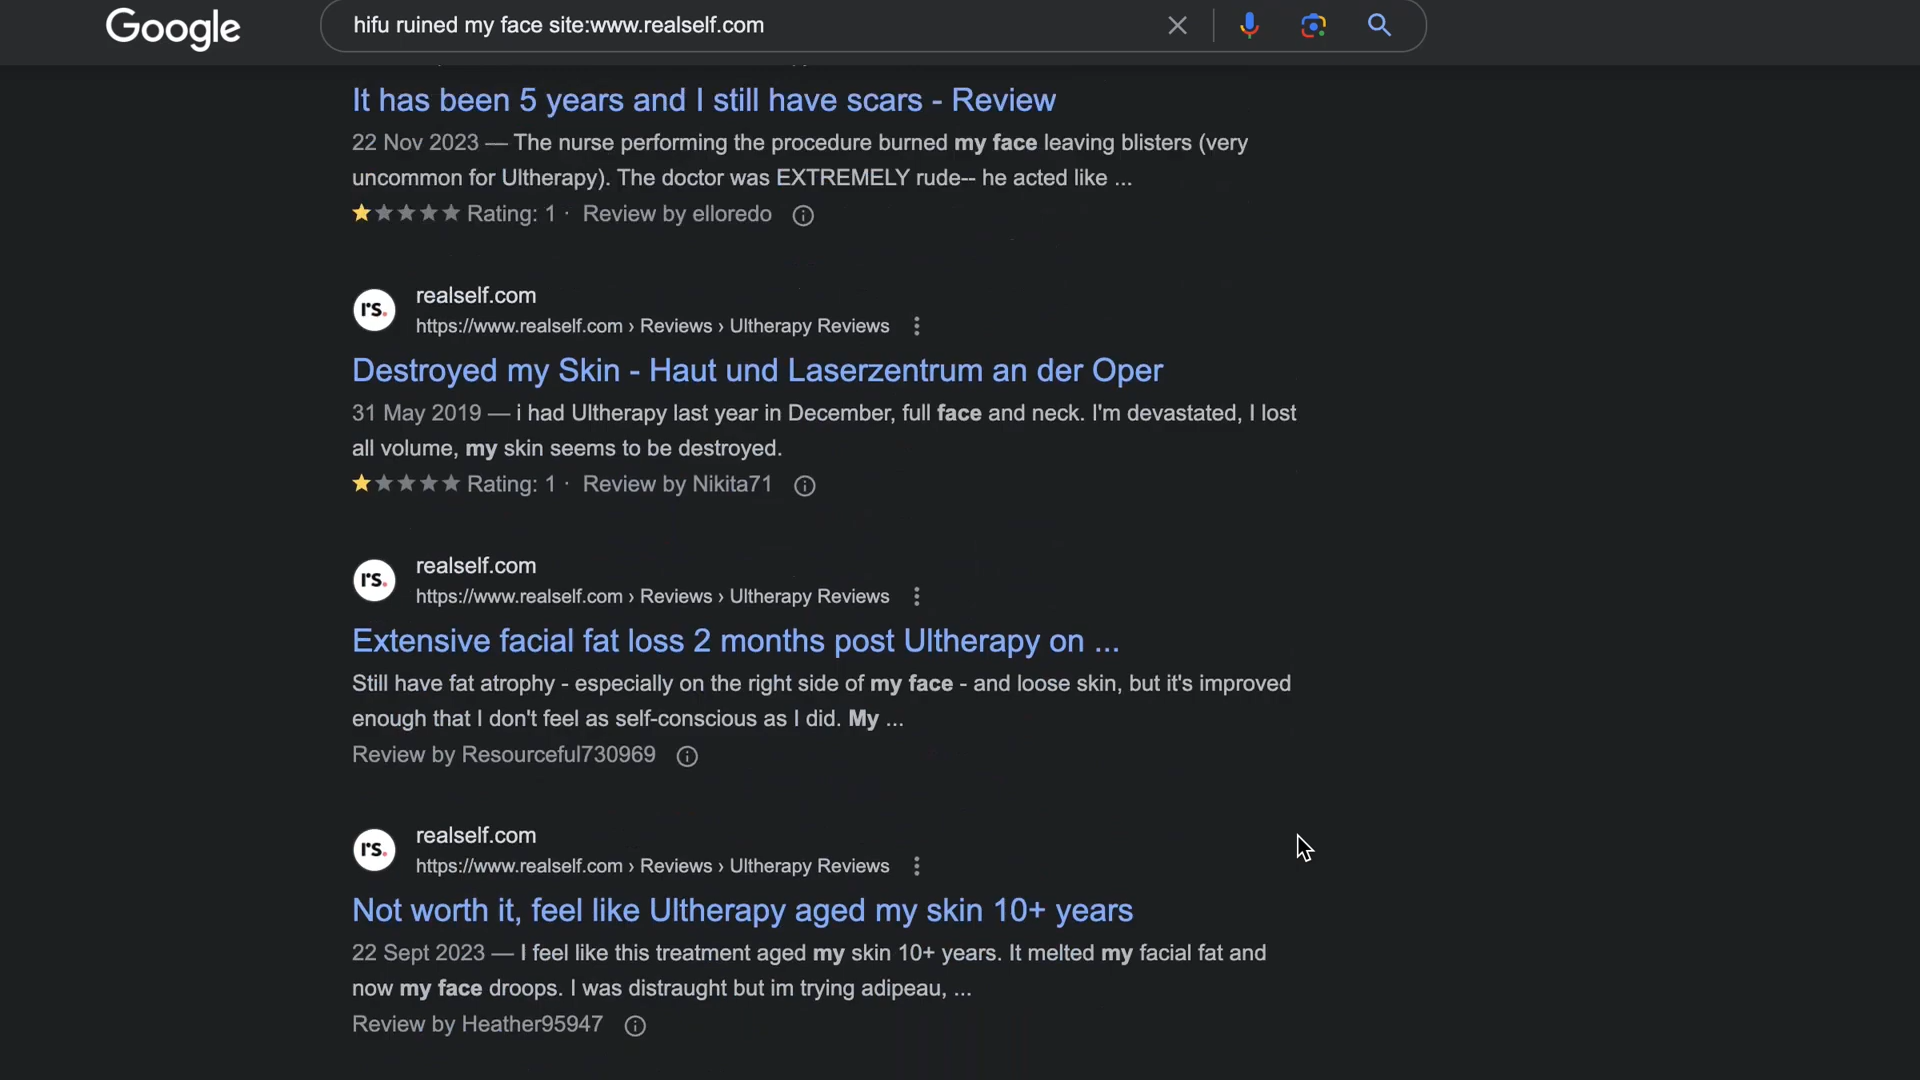 Google
hifu ruined my face site:www.realself.com
It has been 5 years and I still have scars - Review
22 Nov 2023 — The nurse performing the procedure burned my face leaving blisters (very
uncommon for Ultherapy). The doctor was EXTREMELY rude-- he acted like ...
Rating: 1 · Review by elloredo
rs.
realself.com
https://www.realself.com › Reviews › Ultherapy Reviews
Destroyed my Skin - Haut und Laserzentrum an der Oper
31 May 2019 — i had Ultherapy last year in December, full face and neck. I'm devastated, I lost
all volume, my skin seems to be destroyed.
Rating: 1 · Review by Nikita71
rs.
realself.com
https://www.realself.com › Reviews › Ultherapy Reviews
Extensive facial fat loss 2 months post Ultherapy on ...
Still have fat atrophy - especially on the right side of my face - and loose skin, but it's improved
enough that I don't feel as self-conscious as I did. My ...
Review by Resourceful730969
rs.
realself.com
https://www.realself.com › Reviews › Ultherapy Reviews
Not worth it, feel like Ultherapy aged my skin 10+ years
22 Sept 2023 — I feel like this treatment aged my skin 10+ years. It melted my facial fat and
now my face droops. I was distraught but im trying adipeau, ...
Review by Heather95947